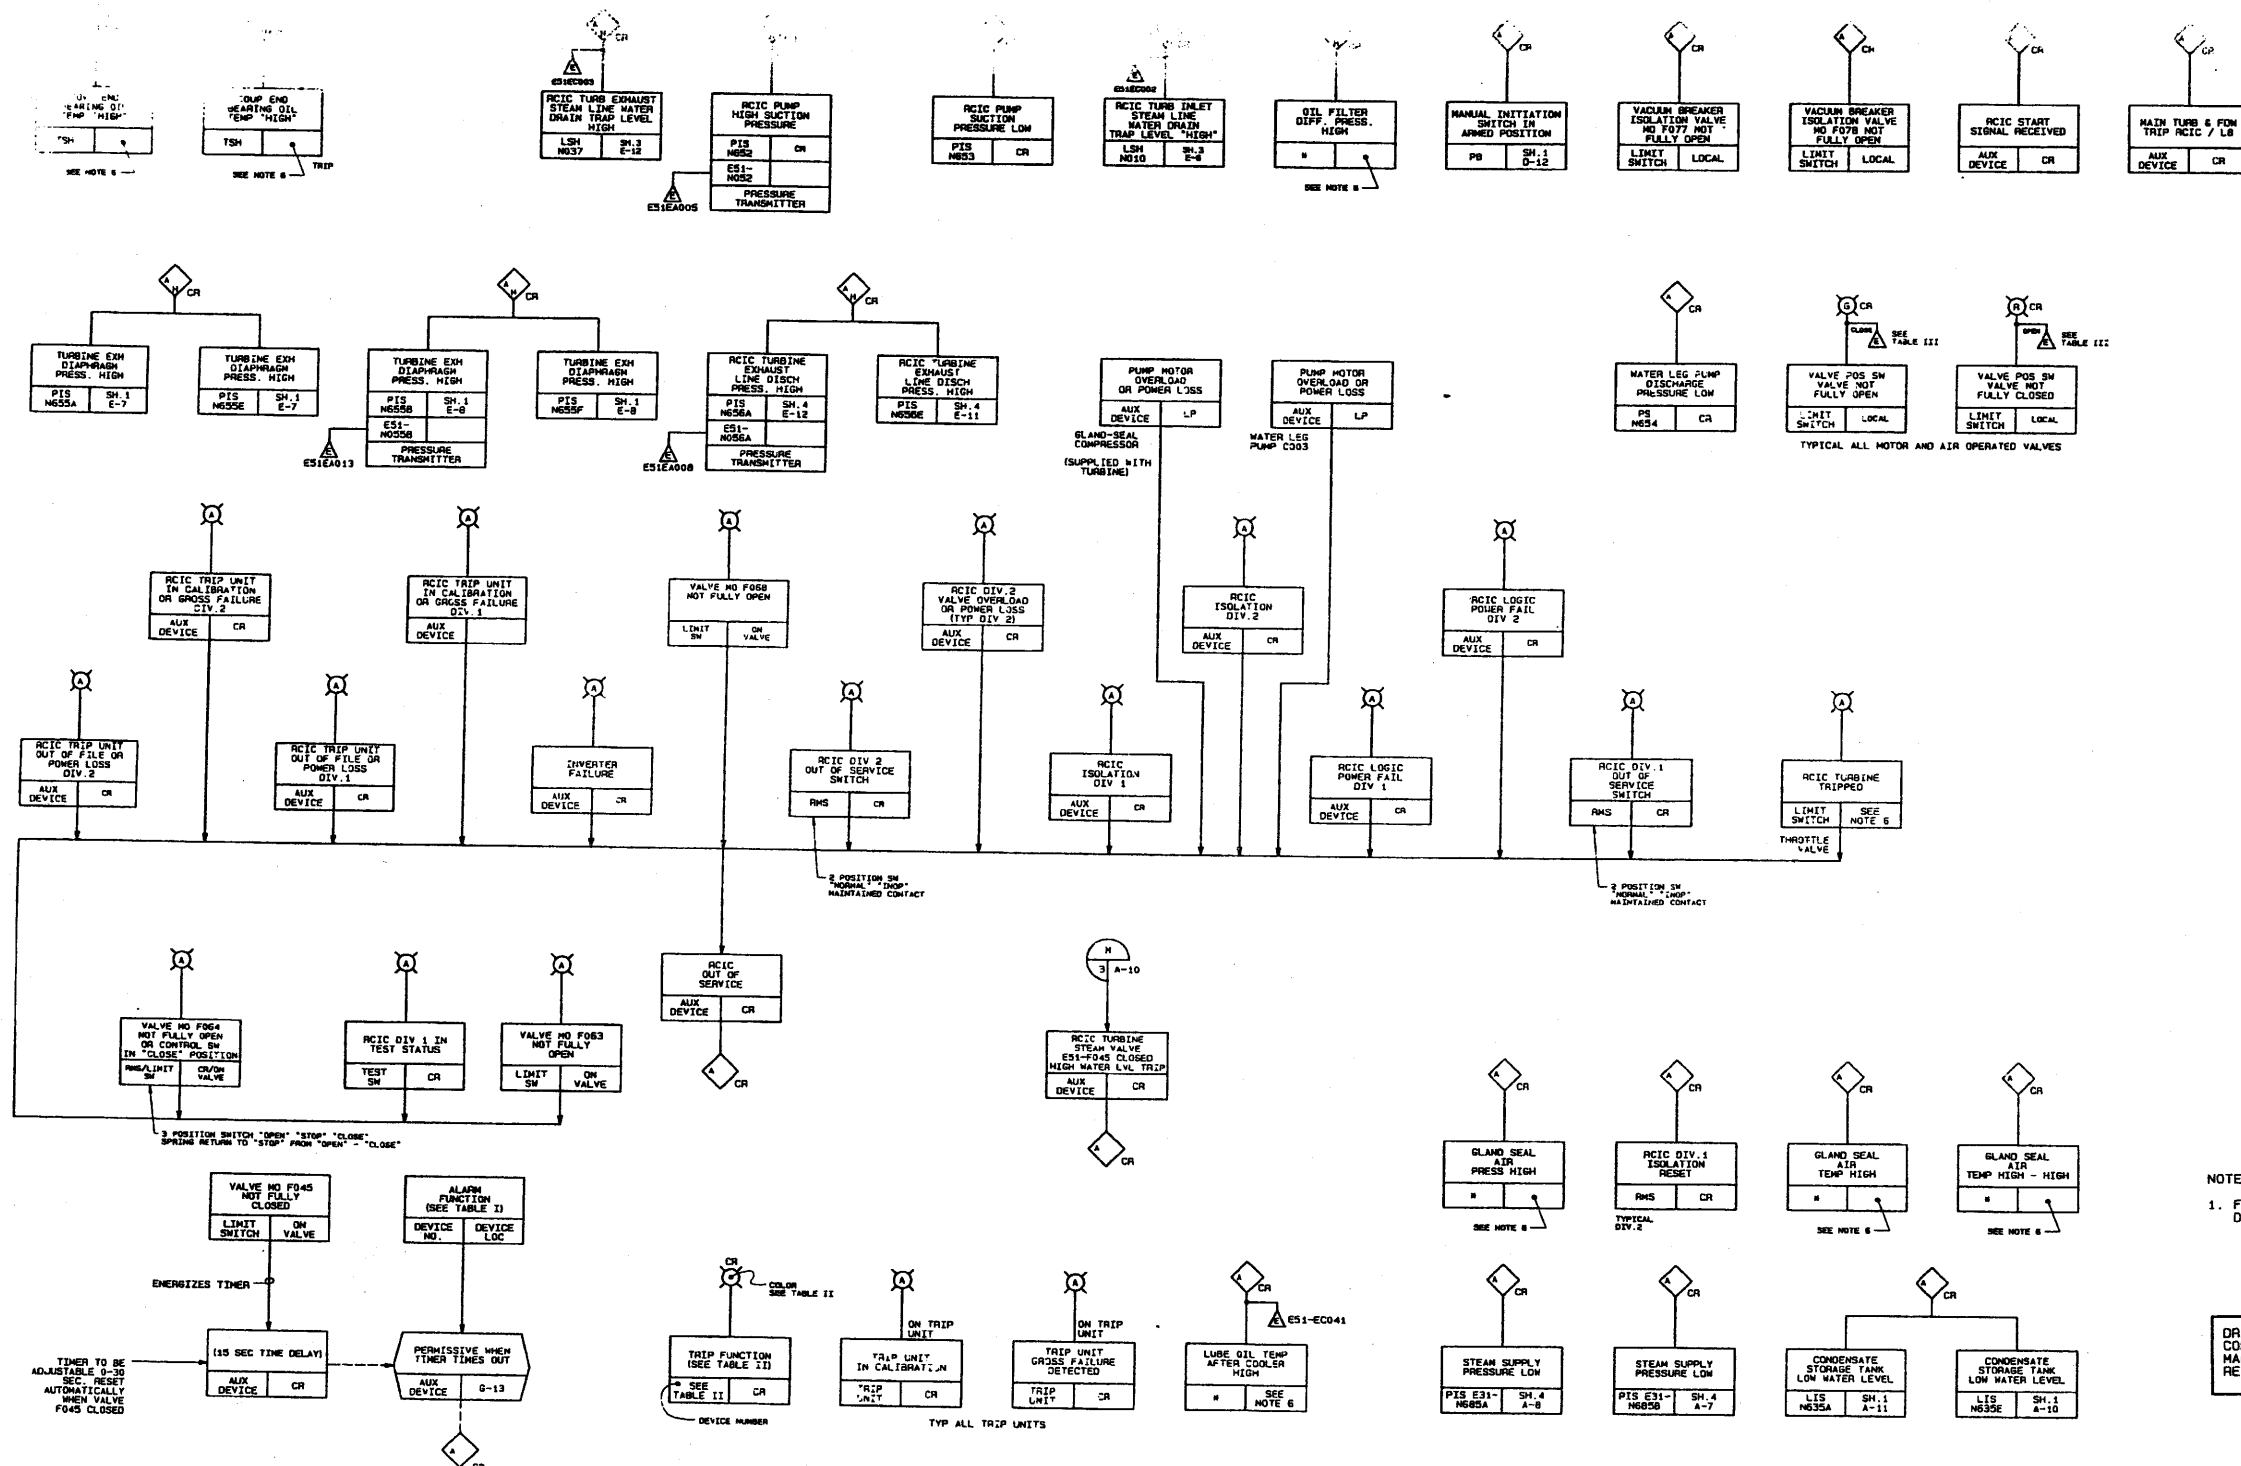 CR
E
E51EC003
E
E51EC002
CR
CR
CR
CR
CR
BEARING OIL
TEMP "HIGH"
TSH
SEE NOTE 6
COUP END
BEARING OIL
TEMP "HIGH"
TSH
TRIP
SEE NOTE 6
RCIC TURB EXHAUST
STEAM LINE WATER
DRAIN TRAP LEVEL
HIGH
LSH
N037
SH.3
E-12
RCIC PUMP
HIGH SUCTION
PRESSURE
PIS
N652
CR
E51-
N052
PRESSURE
TRANSMITTER
E
E51EA005
RCIC PUMP
SUCTION
PRESSURE LOW
PIS
N653
CR
RCIC TURB INLET
STEAM LINE
WATER DRAIN
TRAP LEVEL "HIGH"
LSH
N010
SH.3
E-6
OIL FILTER
DIFF. PRESS.
HIGH
*
SEE NOTE 6
MANUAL INITIATION
SWITCH IN
ARMED POSITION
PB
SH.1
D-12
VACUUM BREAKER
ISOLATION VALVE
MO F077 NOT
FULLY OPEN
LIMIT
SWITCH
LOCAL
VACUUM BREAKER
ISOLATION VALVE
MO F078 NOT
FULLY OPEN
LIMIT
SWITCH
LOCAL
RCIC START
SIGNAL RECEIVED
AUX
DEVICE
CR
MAIN TURB & FDW
TRIP RCIC / L8
AUX
DEVICE
CR
A
H
CR
A
H
CR
A
H
CR
A
CR
G
CR
CLOSE
E
SEE
TABLE III
R
CR
OPEN
E
SEE
TABLE III
TURBINE EXH
DIAPHRAGM
PRESS. HIGH
PIS
N655A
SH.1
E-7
TURBINE EXH
DIAPHRAGM
PRESS. HIGH
PIS
N655E
SH.1
E-7
TURBINE EXH
DIAPHRAGM
PRESS. HIGH
PIS
N655B
SH.1
E-8
E51-
N055B
PRESSURE
TRANSMITTER
E
E51EA013
TURBINE EXH
DIAPHRAGM
PRESS. HIGH
PIS
N655F
SH.1
E-8
RCIC TURBINE
EXHAUST
LINE DISCH
PRESS. HIGH
PIS
N656A
SH.4
E-12
E51-
N056A
PRESSURE
TRANSMITTER
E
E51EA008
RCIC TURBINE
EXHAUST
LINE DISCH
PRESS. HIGH
PIS
N656E
SH.4
E-11
PUMP MOTOR
OVERLOAD
OR POWER LOSS
AUX
DEVICE
LP
GLAND-SEAL
COMPRESSOR
(SUPPLIED WITH
TURBINE)
PUMP MOTOR
OVERLOAD OR
POWER LOSS
AUX
DEVICE
LP
WATER LEG
PUMP C003
WATER LEG PUMP
DISCHARGE
PRESSURE LOW
PS
N654
CR
VALVE POS SW
VALVE NOT
FULLY OPEN
LIMIT
SWITCH
LOCAL
VALVE POS SW
VALVE NOT
FULLY CLOSED
LIMIT
SWITCH
LOCAL
TYPICAL ALL MOTOR AND AIR OPERATED VALVES
A
A
A
A
A
A
RCIC TRIP UNIT
IN CALIBRATION
OR GROSS FAILURE
DIV.2
AUX
DEVICE
CR
RCIC TRIP UNIT
IN CALIBRATION
OR GROSS FAILURE
DIV.1
AUX
DEVICE
VALVE MO F068
NOT FULLY OPEN
LIMIT
SW
ON
VALVE
RCIC DIV.2
VALVE OVERLOAD
OR POWER LOSS
(TYP DIV 2)
AUX
DEVICE
CR
RCIC
ISOLATION
DIV.2
AUX
DEVICE
CR
RCIC LOGIC
POWER FAIL
DIV 2
AUX
DEVICE
CR
A
A
A
A
A
A
A
A
RCIC TRIP UNIT
OUT OF FILE OR
POWER LOSS
DIV.2
AUX
DEVICE
CR
RCIC TRIP UNIT
OUT OF FILE OR
POWER LOSS
DIV.1
AUX
DEVICE
CR
INVERTER
FAILURE
AUX
DEVICE
CR
RCIC DIV 2
OUT OF SERVICE
SWITCH
RMS
CR
RCIC
ISOLATION
DIV 1
AUX
DEVICE
CR
RCIC LOGIC
POWER FAIL
DIV 1
AUX
DEVICE
CR
RCIC DIV.1
OUT OF
SERVICE
SWITCH
RMS
CR
RCIC TURBINE
TRIPPED
LIMIT
SWITCH
SEE
NOTE 6
THROTTLE
VALVE
2 POSITION SW
"NORMAL" "INOP"
MAINTAINED CONTACT
2 POSITION SW
"NORMAL" "INOP"
MAINTAINED CONTACT
A
A
A
VALVE MO F064
NOT FULLY OPEN
OR CONTROL SW
IN "CLOSE" POSITION
RMS/LIMIT
SW
CR/ON
VALVE
RCIC DIV 1 IN
TEST STATUS
TEST
SW
CR
VALVE MO F063
NOT FULLY
OPEN
LIMIT
SW
ON
VALVE
RCIC
OUT OF
SERVICE
AUX
DEVICE
CR
A
CR
M
3
A-10
RCIC TURBINE
STEAM VALVE
E51-F045 CLOSED
HIGH WATER LVL TRIP
AUX
DEVICE
CR
A
CR
3 POSITION SWITCH "OPEN" "STOP" "CLOSE"
SPRING RETURN TO "STOP" FROM "OPEN" - "CLOSE"
A
CR
A
CR
A
CR
A
CR
GLAND SEAL
AIR
PRESS HIGH
*
SEE NOTE 6
RCIC DIV.1
ISOLATION
RESET
RMS
CR
TYPICAL
DIV.2
GLAND SEAL
AIR
TEMP HIGH
*
SEE NOTE 6
GLAND SEAL
AIR
TEMP HIGH - HIGH
*
SEE NOTE 6
NOTE
1. F
D
VALVE MO F045
NOT FULLY
CLOSED
LIMIT
SWITCH
ON
VALVE
ALARM
FUNCTION
(SEE TABLE I)
DEVICE
NO.
DEVICE
LOC
ENERGIZES TIMER
(15 SEC TIME DELAY)
AUX
DEVICE
CR
TIMER TO BE
ADJUSTABLE 0-30
SEC. RESET
AUTOMATICALLY
WHEN VALVE
F045 CLOSED
PERMISSIVE WHEN
TIMER TIMES OUT
AUX
DEVICE
G-13
A
CR
COLOR
SEE TABLE II
TRIP FUNCTION
(SEE TABLE II)
SEE
TABLE II
CR
DEVICE NUMBER
A
ON TRIP
UNIT
TRIP UNIT
IN CALIBRATION
TRIP
UNIT
CR
A
ON TRIP
UNIT
TRIP UNIT
GROSS FAILURE
DETECTED
TRIP
UNIT
CR
TYP ALL TRIP UNITS
A
CR
E
E51-EC041
LUBE OIL TEMP
AFTER COOLER
HIGH
*
SEE
NOTE 6
A
CR
STEAM SUPPLY
PRESSURE LOW
PIS E31-
N685A
SH.4
A-8
A
CR
STEAM SUPPLY
PRESSURE LOW
PIS E31-
N685B
SH.4
A-7
A
CR
CONDENSATE
STORAGE TANK
LOW WATER LEVEL
LIS
N635A
SH.1
A-11
CONDENSATE
STORAGE TANK
LOW WATER LEVEL
LIS
N635E
SH.1
A-10
DR
CO
MA
RE